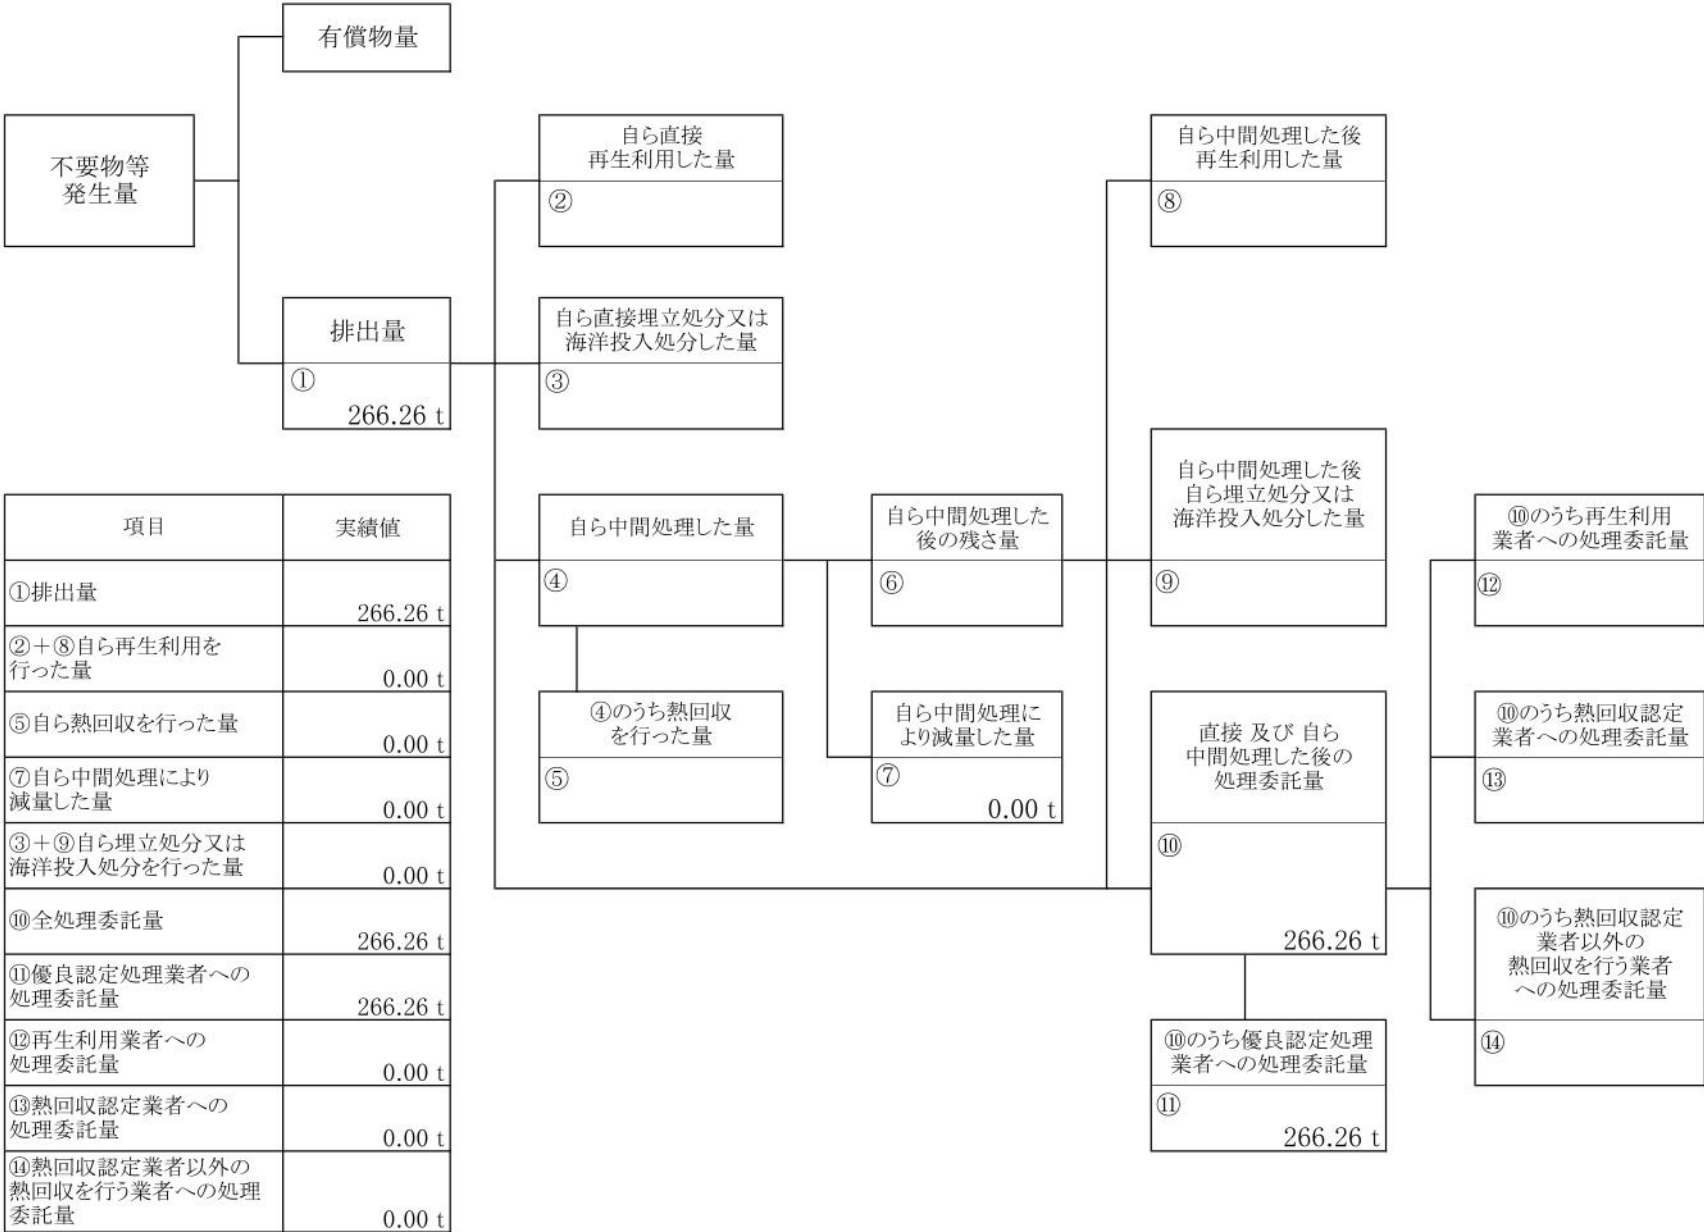 有償物量
不要物等
発生量
自ら直接
再生利用した量
②
自ら中間処理した後
再生利用した量
⑧
排出量
①
266.26 t
自ら直接埋立処分又は
海洋投入処分した量
③
自ら中間処理した量
④
自ら中間処理した
後の残さ量
⑥
自ら中間処理した後
自ら埋立処分又は
海洋投入処分した量
⑨
⑩のうち再生利用
業者への処理委託量
⑫
④のうち熱回収
を行った量
⑤
自ら中間処理に
より減量した量
⑦
0.00 t
直接 及び 自ら
中間処理した後の
処理委託量
⑩
266.26 t
⑩のうち熱回収認定
業者への処理委託量
⑬
⑩のうち熱回収認定
業者以外の
熱回収を行う業者
への処理委託量
⑭
⑩のうち優良認定処理
業者への処理委託量
⑪
266.26 t
項目 実績値
①排出量
266.26 t
②+⑧自ら再生利用を
行った量
0.00 t
⑤自ら熱回収を行った量
0.00 t
⑦自ら中間処理により
減量した量
0.00 t
③+⑨自ら埋立処分又は
海洋投入処分を行った量
0.00 t
⑩全処理委託量
266.26 t
⑪優良認定処理業者への
処理委託量
266.26 t
⑫再生利用業者への
処理委託量
0.00 t
⑬熱回収認定業者への
処理委託量
0.00 t
⑭熱回収認定業者以外の
熱回収を行う業者への処理
委託量
0.00 t